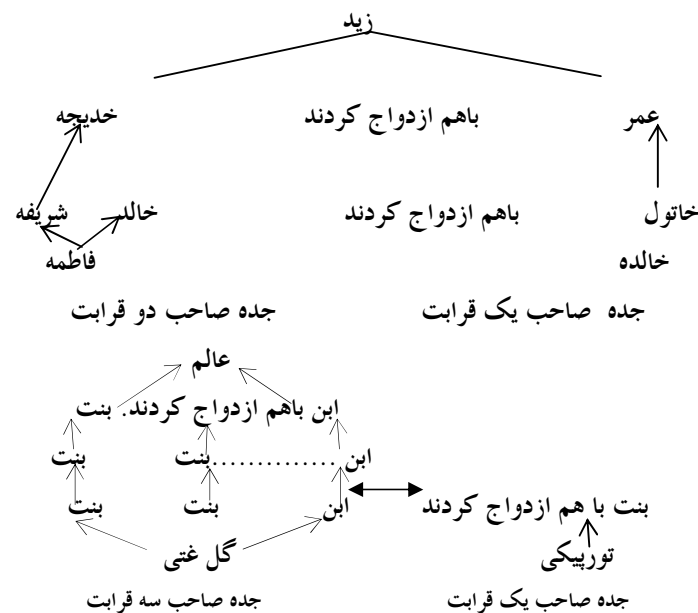 زید
عمر باهم ازدواج کردند خدیجه
خاتول باهم ازدواج کردند خالد شریفه
خالده فاطمه
جده صاحب یک قرابت جده صاحب دو قرابت
عالم
ابن باهم ازدواج کردند. بنت
ابن ..............بنت بنت
بنت با هم ازدواج کردند ابن بنت بنت
تورپیکی گل غتی
جده صاحب یک قرابت جده صاحب سه قرابت